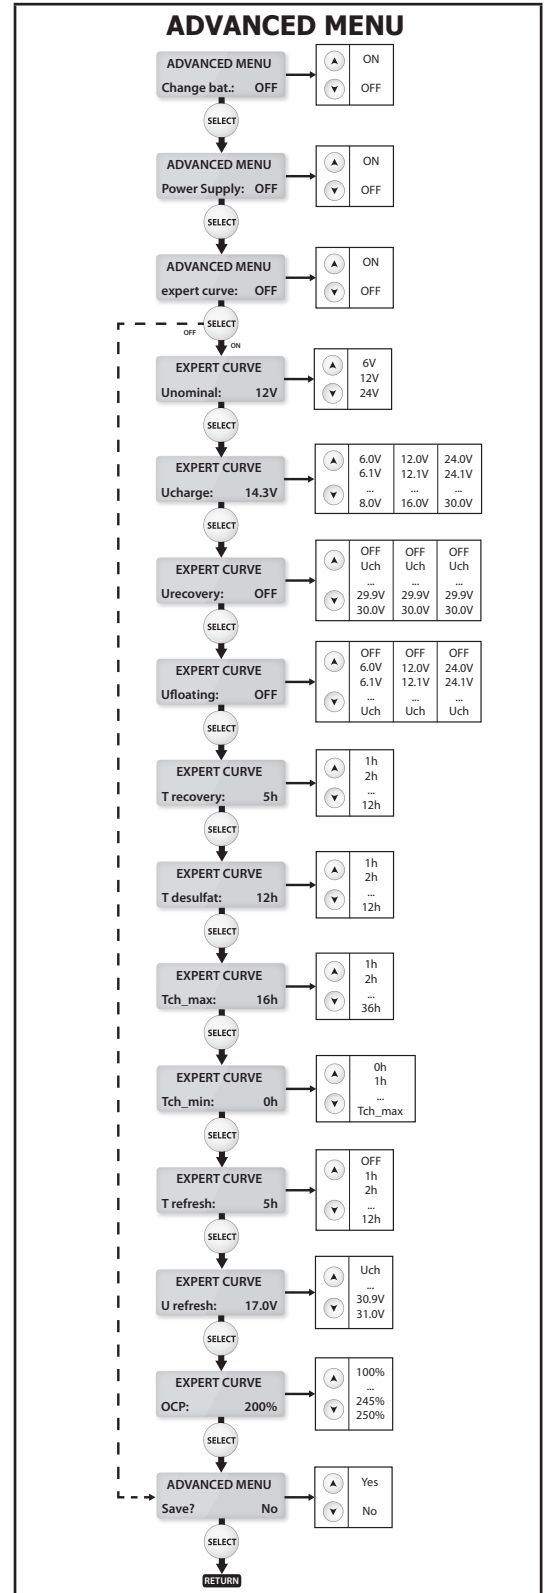 ADVANCED MENU
ADVANCED MENU
Change bat.: OFF
ON
OFF
SELECT
ADVANCED MENU
Power Supply: OFF
ON
OFF
SELECT
ADVANCED MENU
expert curve: OFF
ON
OFF
OFF
SELECT
ON
EXPERT CURVE
Unominal: 12V
6V
12V
24V
SELECT
EXPERT CURVE
Ucharge: 14.3V
6.0V 12.0V 24.0V
6.1V 12.1V 24.1V
... ... ...
8.0V 16.0V 30.0V
SELECT
EXPERT CURVE
Urecovery: OFF
OFF OFF OFF
Uch Uch Uch
... ... ...
29.9V 29.9V 29.9V
30.0V 30.0V 30.0V
SELECT
EXPERT CURVE
Ufloating: OFF
OFF OFF OFF
6.0V 12.0V 24.0V
6.1V 12.1V 24.1V
... ... ...
Uch Uch Uch
SELECT
EXPERT CURVE
T recovery: 5h
1h
2h
...
12h
SELECT
EXPERT CURVE
T desulfat: 12h
1h
2h
...
12h
SELECT
EXPERT CURVE
Tch_max: 16h
1h
2h
...
36h
SELECT
EXPERT CURVE
Tch_min: 0h
0h
1h
...
Tch_max
SELECT
EXPERT CURVE
T refresh: 5h
OFF
1h
2h
...
12h
SELECT
EXPERT CURVE
U refresh: 17.0V
Uch
...
30.9V
31.0V
SELECT
EXPERT CURVE
OCP: 200%
100%
...
245%
250%
SELECT
ADVANCED MENU
Save? No
Yes
No
SELECT
RETURN